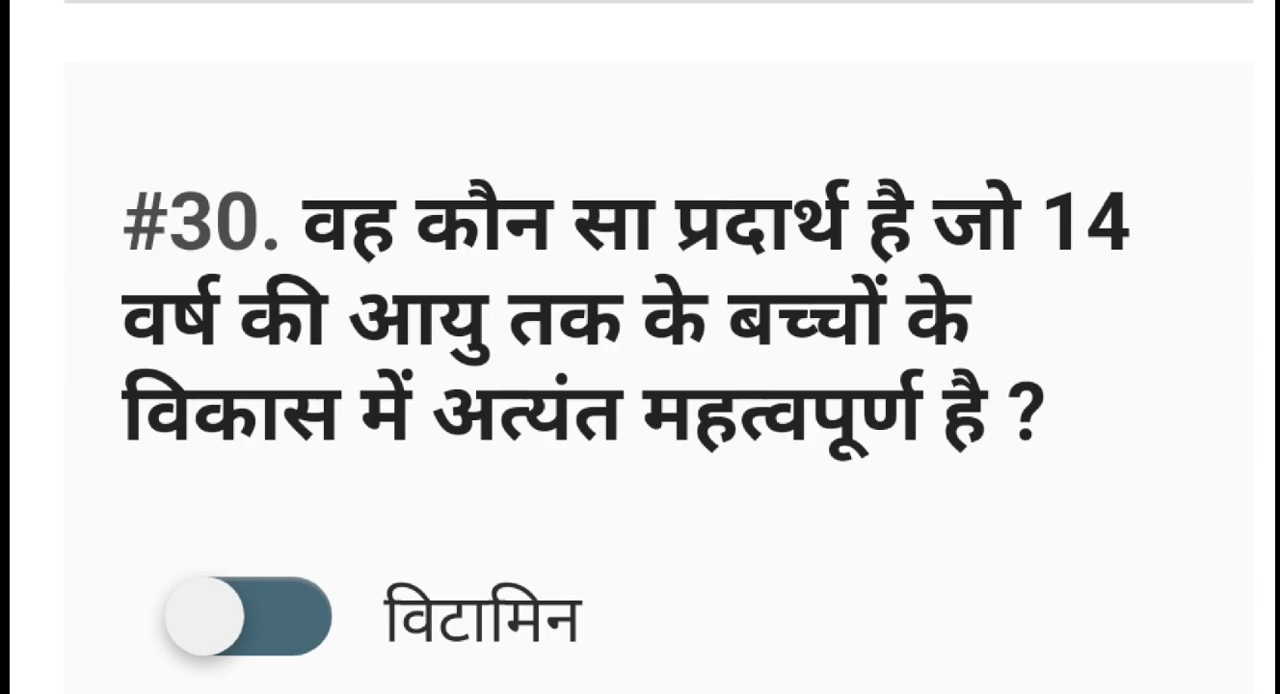 #30. वह कौन सा प्रदार्थ है जो 14
वर्ष की आयु तक के बच्चों के
विकास में अत्यंत महत्वपूर्ण है ?
विटामिन